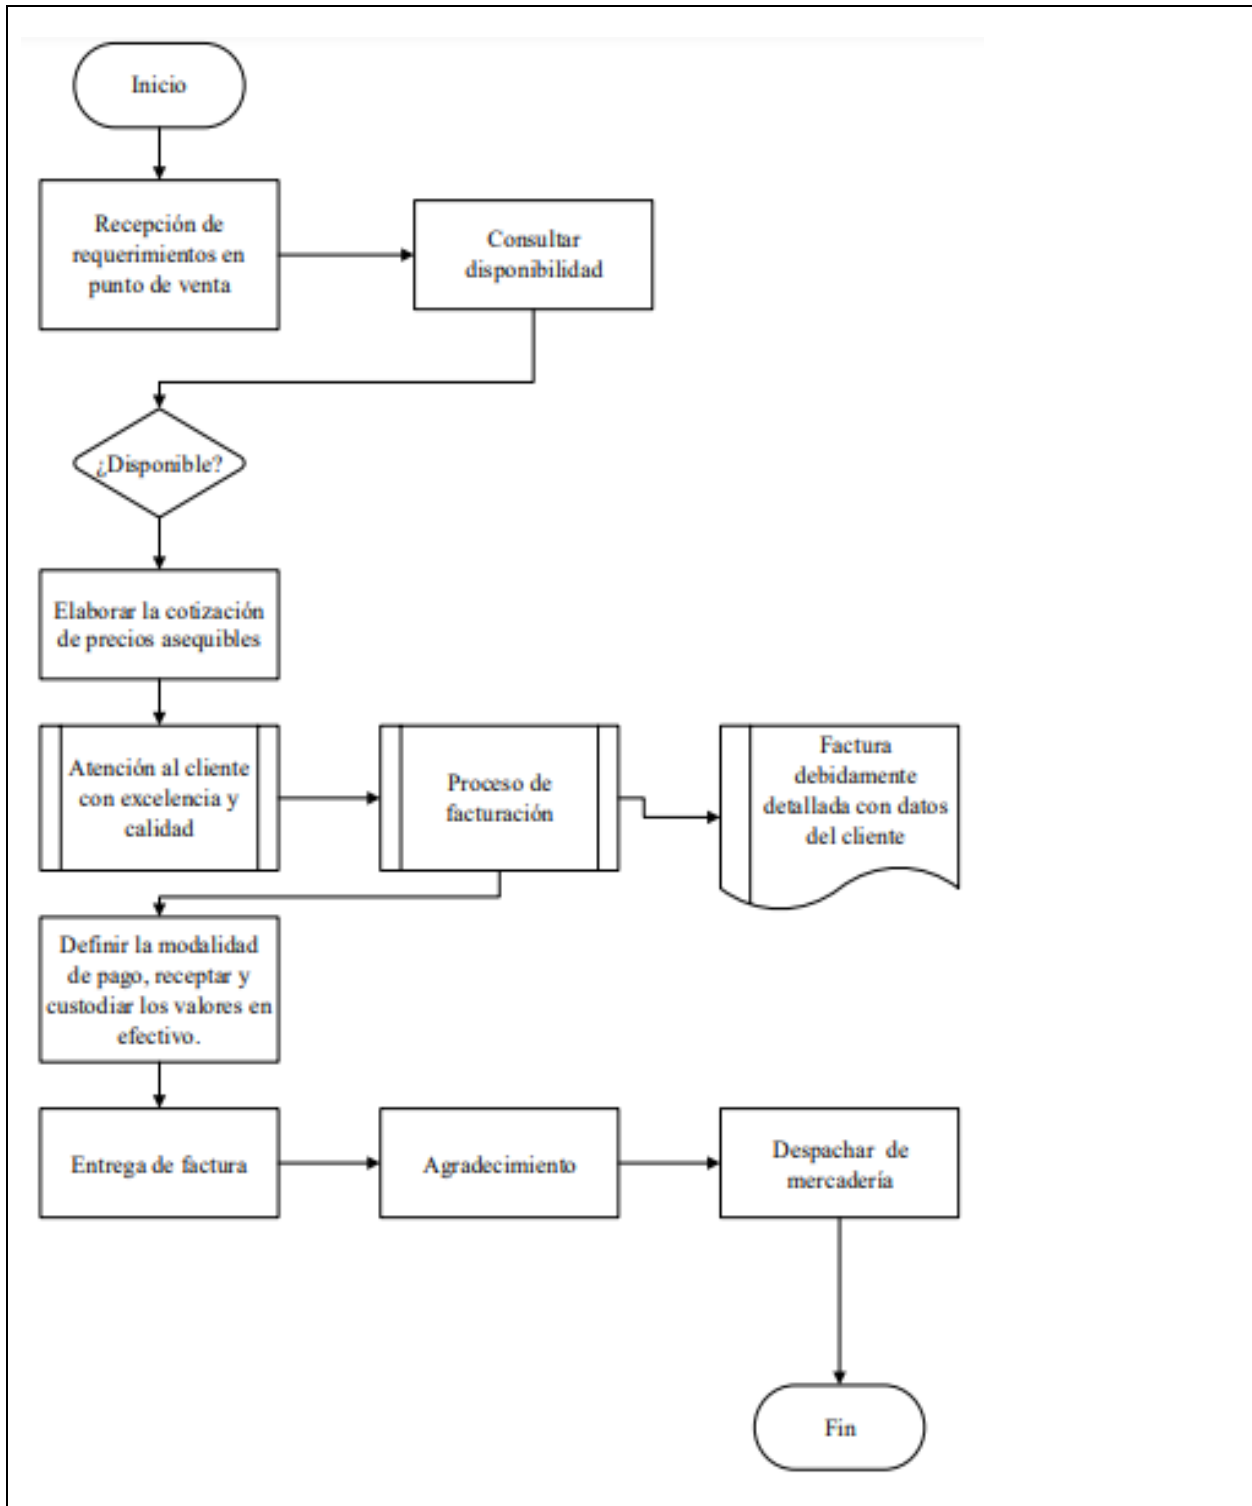 Inicio
Recepción de
requerimientos en
punto de venta
Consultar
disponibilidad
¿Disponible?
Elaborar la cotización
de precios asequibles
Atención al cliente
con excelencia y
calidad
Proceso de
facturación
Factura
debidamente
detallada con datos
del cliente
Definir la modalidad
de pago, receptar y
custodiar los valores en
efectivo.
Entrega de factura
Agradecimiento
Despachar de
mercadería
Fin